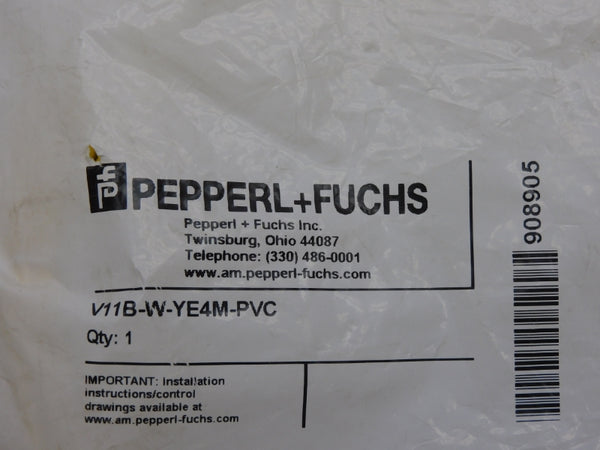 PEPPERL+FUCHS
Pepperl + Fuchs Inc.
Twinsburg, Ohio 44087
Telephone: (330) 486-0001
www.am.pepperl-fuchs.com
V11B-W-YE4M-PVC
Qty: 1
IMPORTANT: Installation
instructions/control
drawings available at
www.am.pepperl-fuchs.com
908905